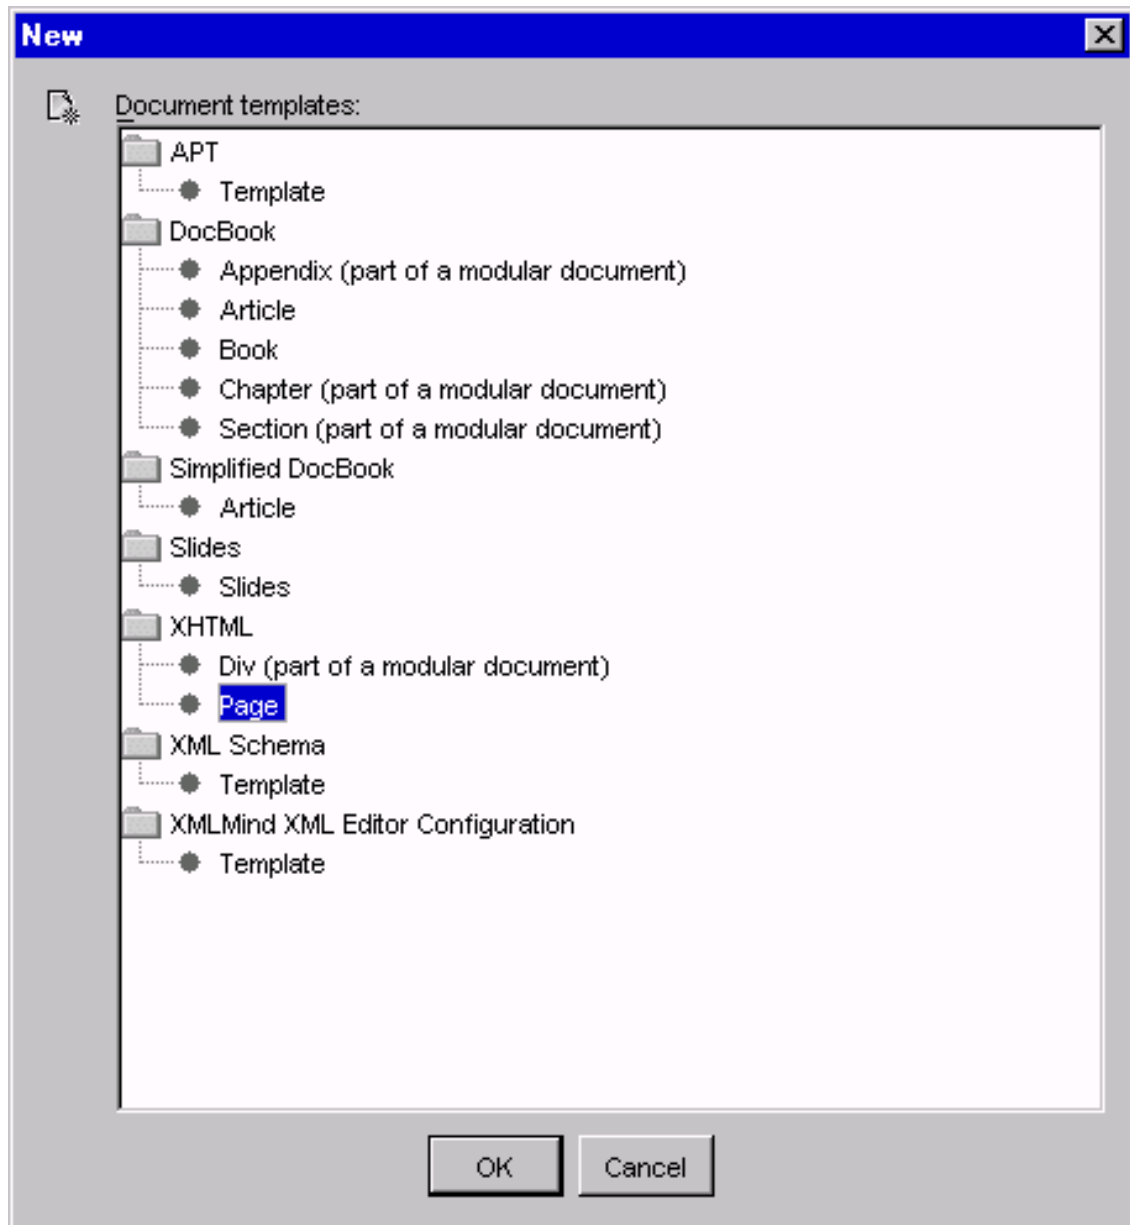 New
Document templates:
APT
Template
DocBook
Appendix (part of a modular document)
Article
Book
Chapter (part of a modular document)
Section (part of a modular document)
Simplified DocBook
Article
Slides
Slides
XHTML
Div (part of a modular document)
Page
XML Schema
Template
XMLMind XML Editor Configuration
Template
OK Cancel